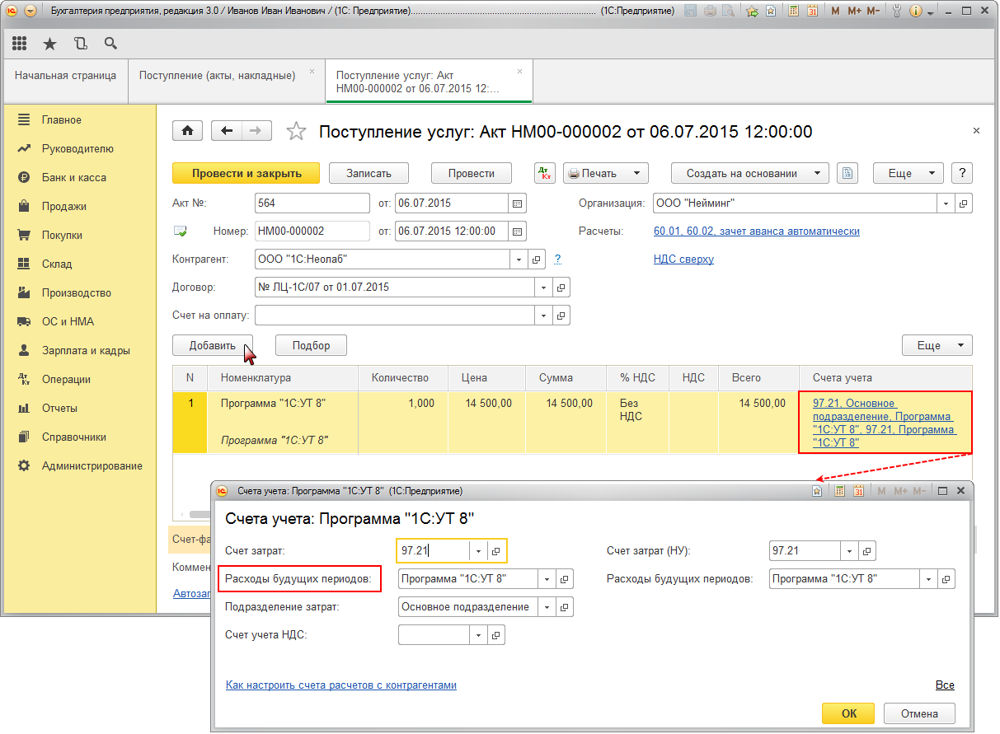 Бухгалтерия предприятия, редакция 3.0 / Иванов Иван Иванович / (1С: Предприятие)........................................................................ (1С:Предприятие) M M+ M-
Начальная страница
Поступление (акты, накладные) ×
Поступление услуг: Акт ×
НМ00-000002 от 06.07.2015 12:...
Главное
Руководителю
Банк и касса
Продажи
Покупки
Склад
Производство
ОС и НМА
Зарплата и кадры
Операции
Отчеты
Справочники
Администрирование
Поступление услуг: Акт НМ00-000002 от 06.07.2015 12:00:00 ×
Провести и закрыть Записать Провести Дт Кт Печать Создать на основании Еще ?
Акт №: 564 от: 06.07.2015 Организация: ООО "Нейминг"
Номер: НМ00-000002 от: 06.07.2015 12:00:00 Расчеты: 60.01, 60.02, зачет аванса автоматически
Контрагент: ООО "1С:Неолаб" ? НДС сверху
Договор: № ЛЦ-1С/07 от 01.07.2015
Счет на оплату:
Добавить Подбор Еще
N Номенклатура Количество Цена Сумма % НДС НДС Всего Счета учета
1 Программа "1С:УТ 8" 1,000 14 500,00 14 500,00 Без 14 500,00 97.21, Основное
НДС подразделение, Программа
"1С:УТ 8", 97.21, Программа
Программа "1С:УТ 8" "1С:УТ 8"
Счет-фа
Коммен
Автозап
Счета учета: Программа "1С:УТ 8" (1С:Предприятие) 31 M M+ M-
Счета учета: Программа "1С:УТ 8"
Счет затрат: 97.21 Счет затрат (НУ): 97.21
Расходы будущих периодов: Программа "1С:УТ 8" Расходы будущих периодов: Программа "1С:УТ 8"
Подразделение затрат: Основное подразделение
Счет учета НДС:
Как настроить счета расчетов с контрагентами Все
ОК Отмена